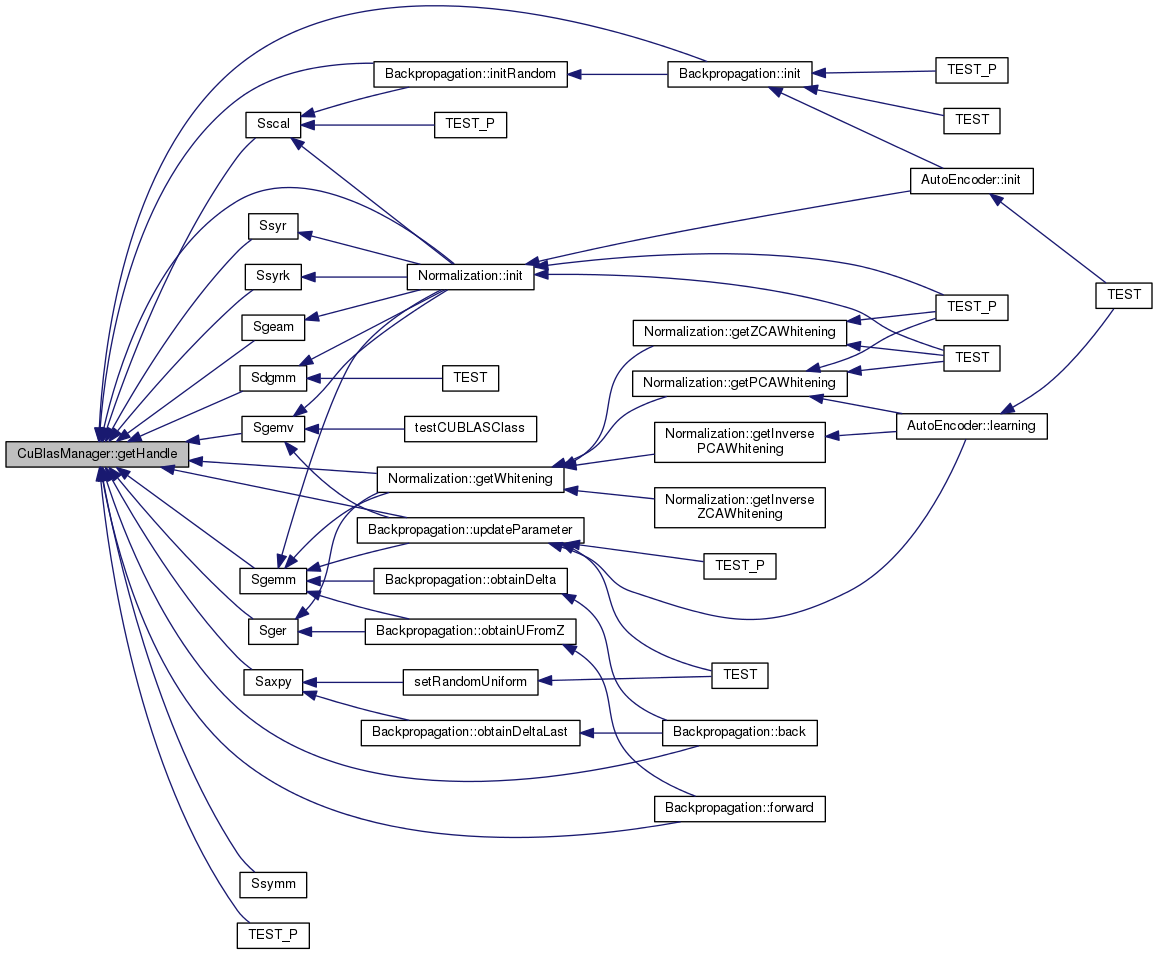 Backpropagation::initRandom
Backpropagation::init
TEST_P
TEST
Sscal
TEST_P
AutoEncoder::init
Ssyr
Ssyrk
Normalization::init
TEST
Sgeam
Normalization::getZCAWhitening
TEST_P
TEST
Sdgmm
TEST
Normalization::getPCAWhitening
Sgemv
testCUBLASClass
AutoEncoder::learning
CuBlasManager::getHandle
Normalization::getInverse
PCAWhitening
Normalization::getWhitening
Normalization::getInverse
ZCAWhitening
Backpropagation::updateParameter
TEST_P
Sgemm
Backpropagation::obtainDelta
Sger
Backpropagation::obtainUFromZ
Saxpy
setRandomUniform
TEST
Backpropagation::obtainDeltaLast
Backpropagation::back
Backpropagation::forward
Ssymm
TEST_P